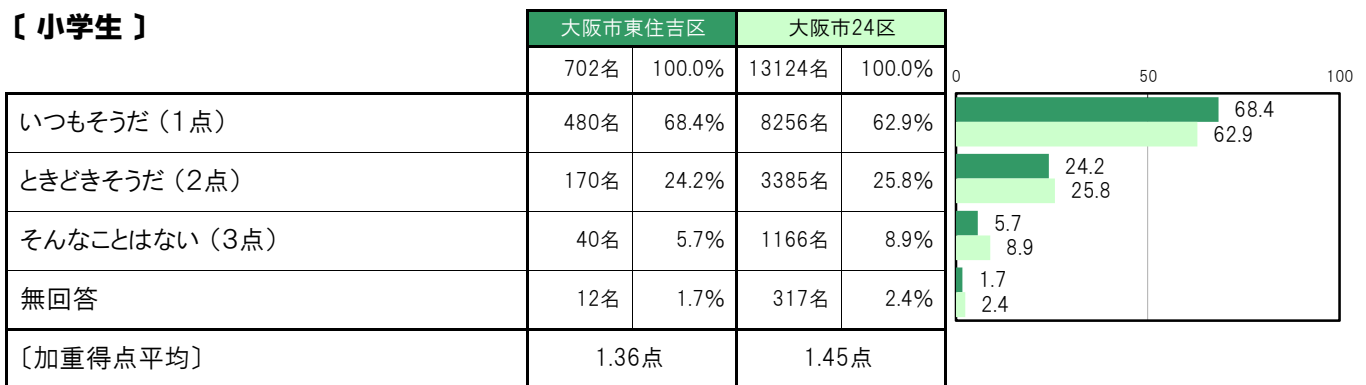 〔 小学生 〕
大阪市東住吉区 大阪市24区
702名 100.0% 13124名 100.0%
0 50 100
いつもそうだ（１点） 480名 68.4% 8256名 62.9%
68.4
62.9
ときどきそうだ（２点） 170名 24.2% 3385名 25.8%
24.2
25.8
そんなことはない（３点） 40名 5.7% 1166名 8.9%
5.7
8.9
無回答 12名 1.7% 317名 2.4%
1.7
2.4
〔加重得点平均〕 1.36点 1.45点